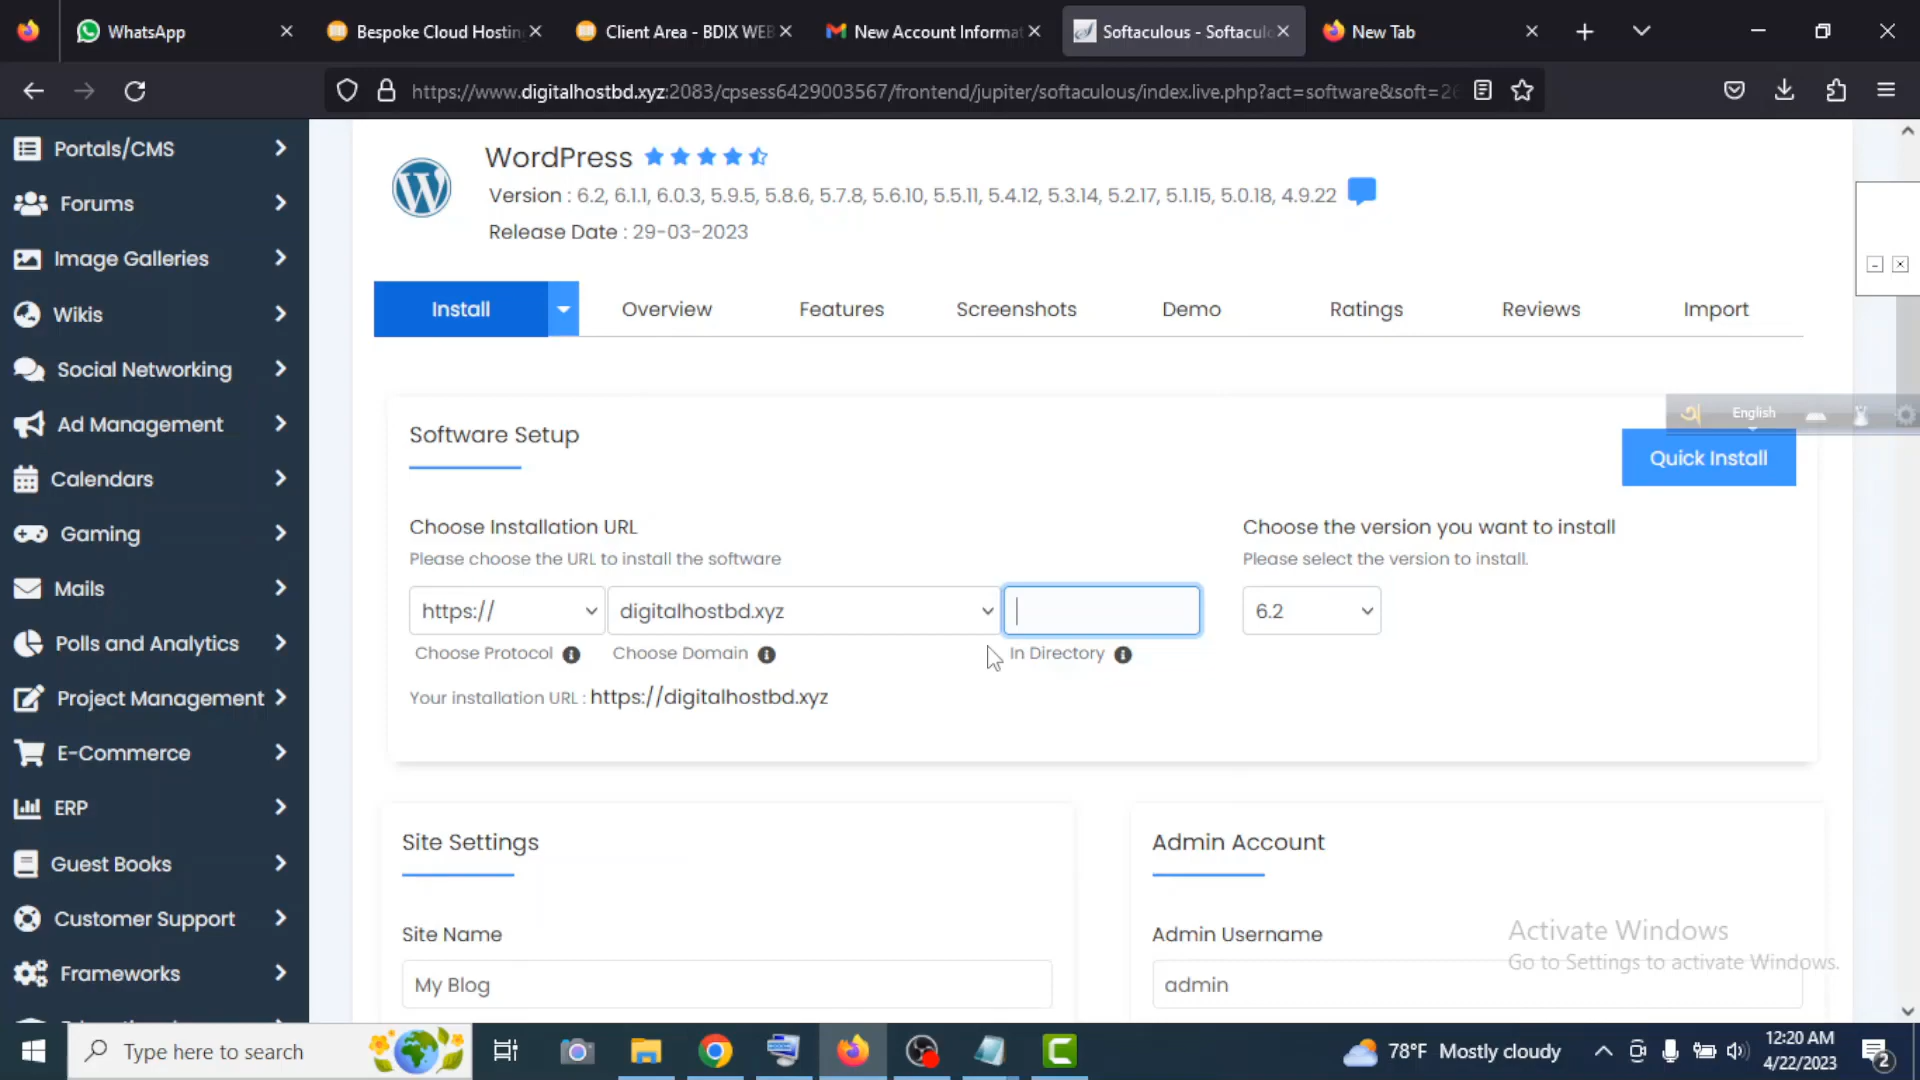 WhatsApp
Bespoke Cloud Hostin
Client Area - BDIX WEB
New Account Informat
Softaculous - Softaculo
New Tab
https://www.digitalhostbd.xyz:2083/cpsess6429003567/frontend/jupiter/softaculous/index.live.php?act=software&soft=26
Portals/CMS
Forums
Image Galleries
Wikis
Social Networking
Ad Management
Calendars
Gaming
Mails
Polls and Analytics
Project Management
E-Commerce
ERP
Guest Books
Customer Support
Frameworks
WordPress
Version : 6.2, 6.1.1, 6.0.3, 5.9.5, 5.8.6, 5.7.8, 5.6.10, 5.5.11, 5.4.12, 5.3.14, 5.2.17, 5.1.15, 5.0.18, 4.9.22
Release Date : 29-03-2023
Install
Overview
Features
Screenshots
Demo
Ratings
Reviews
Import
English
Software Setup
Quick Install
Choose Installation URL
Please choose the URL to install the software
https://
digitalhostbd.xyz
Choose Protocol
Choose Domain
In Directory
Your installation URL : https://digitalhostbd.xyz
Choose the version you want to install
Please select the version to install.
6.2
Site Settings
Site Name
My Blog
Admin Account
Admin Username
admin
Activate Windows
Go to Settings to activate Windows.
Type here to search
78°F Mostly cloudy
12:20 AM
4/22/2023
2